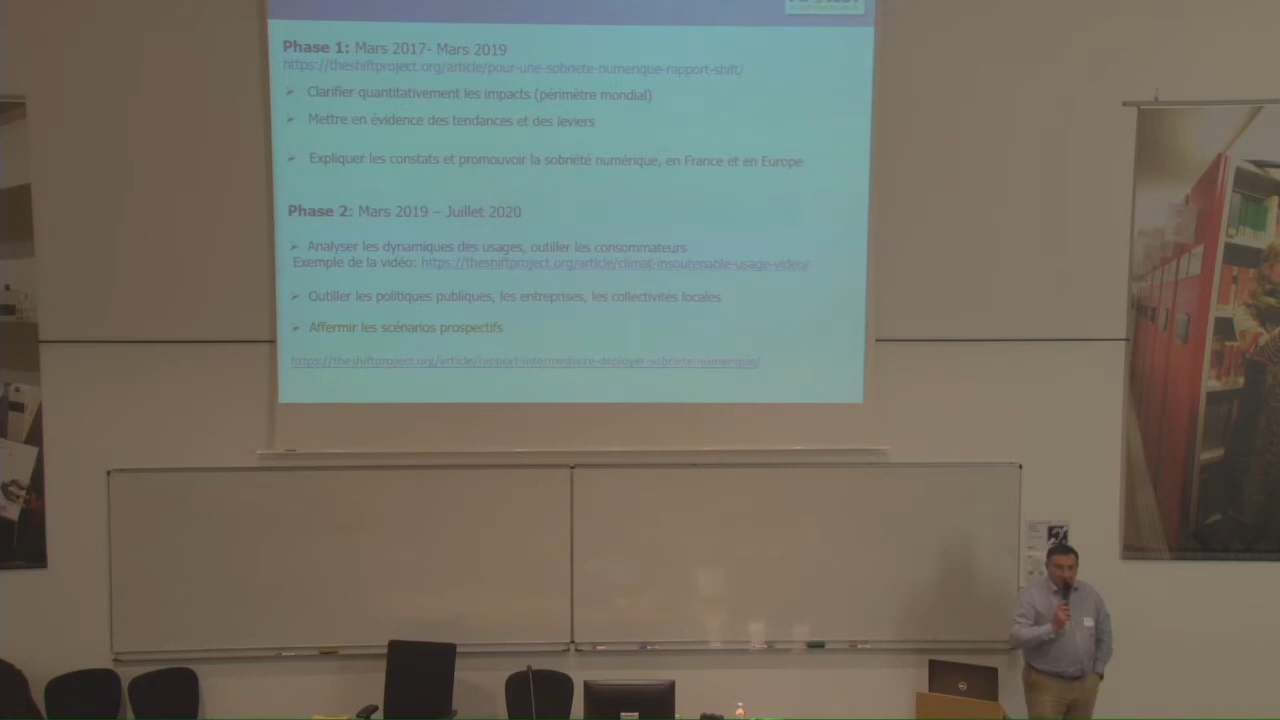 Phase 1: Mars 2017- Mars 2019
https://theshiftproject.org/article/pour-une-sobriete-numerique-rapport-shift/
➢ Clarifier quantitativement les impacts (périmètre mondial)
➢ Mettre en évidence des tendances et des leviers
➢ Expliquer les constats et promouvoir la sobriété numérique, en France et en Europe
Phase 2: Mars 2019 – Juillet 2020
➢ Analyser les dynamiques des usages, outiller les consommateurs
Exemple de la vidéo: https://theshiftproject.org/article/climat-insoutenable-usage-video/
➢ Outiller les politiques publiques, les entreprises, les collectivités locales
➢ Affermir les scénarios prospectifs
https://theshiftproject.org/article/rapport-intermediaire-deployer-sobriete-numerique/